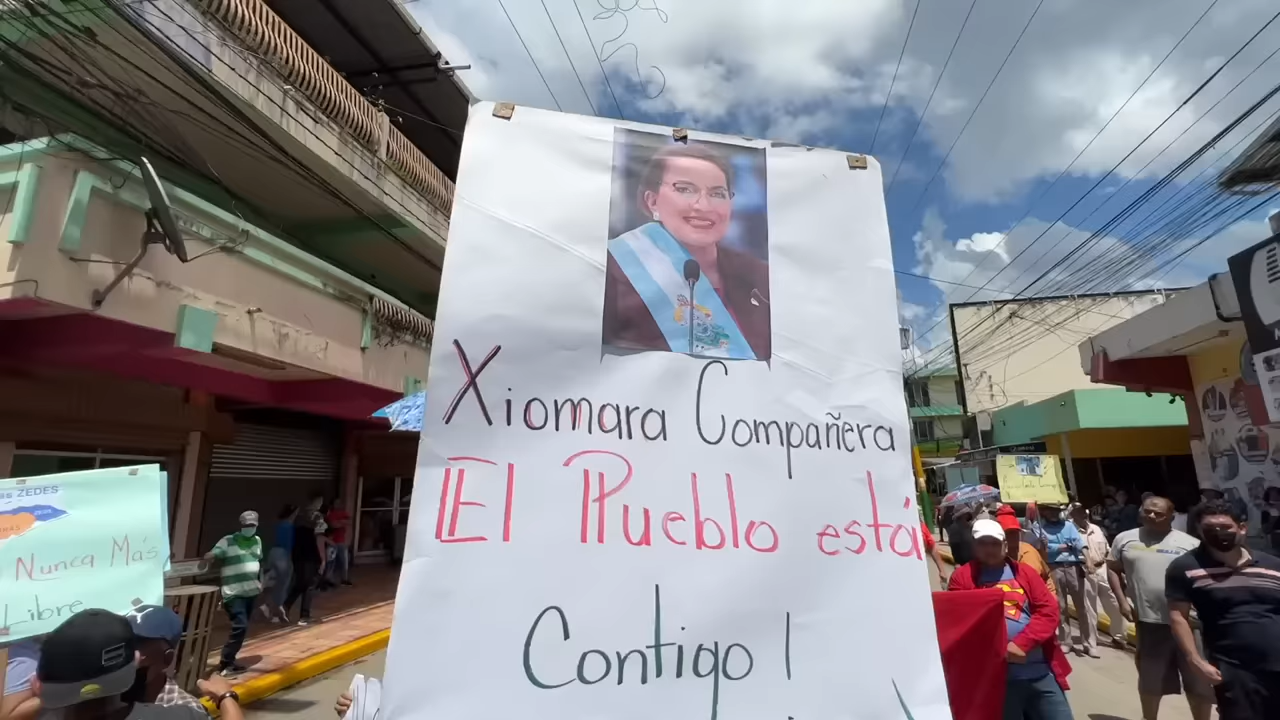 Xiomara Compañera
El Pueblo está
Contigo!
ZEDES
Nunca Más
Libre